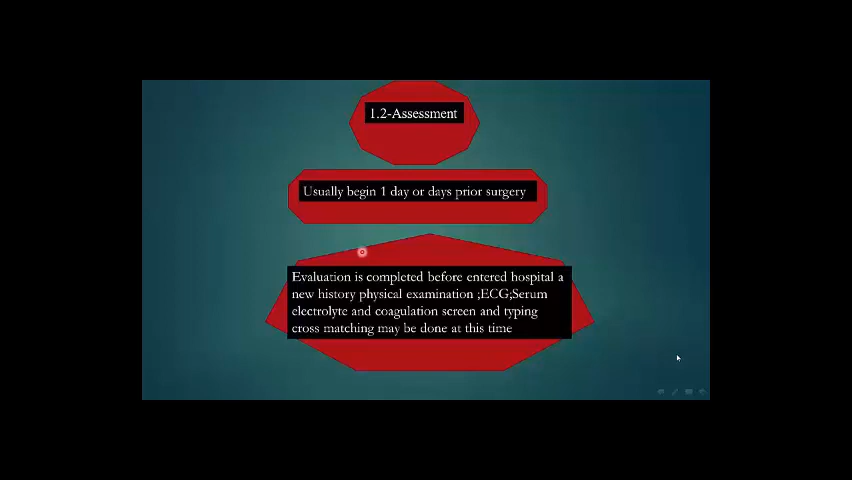 1.2-Assessment
Usually begin 1 day or days prior surgery
Evaluation is completed before entered hospital a
new history physical examination ;ECG;Serum
electrolyte and coagulation screen and typing
cross matching may be done at this time